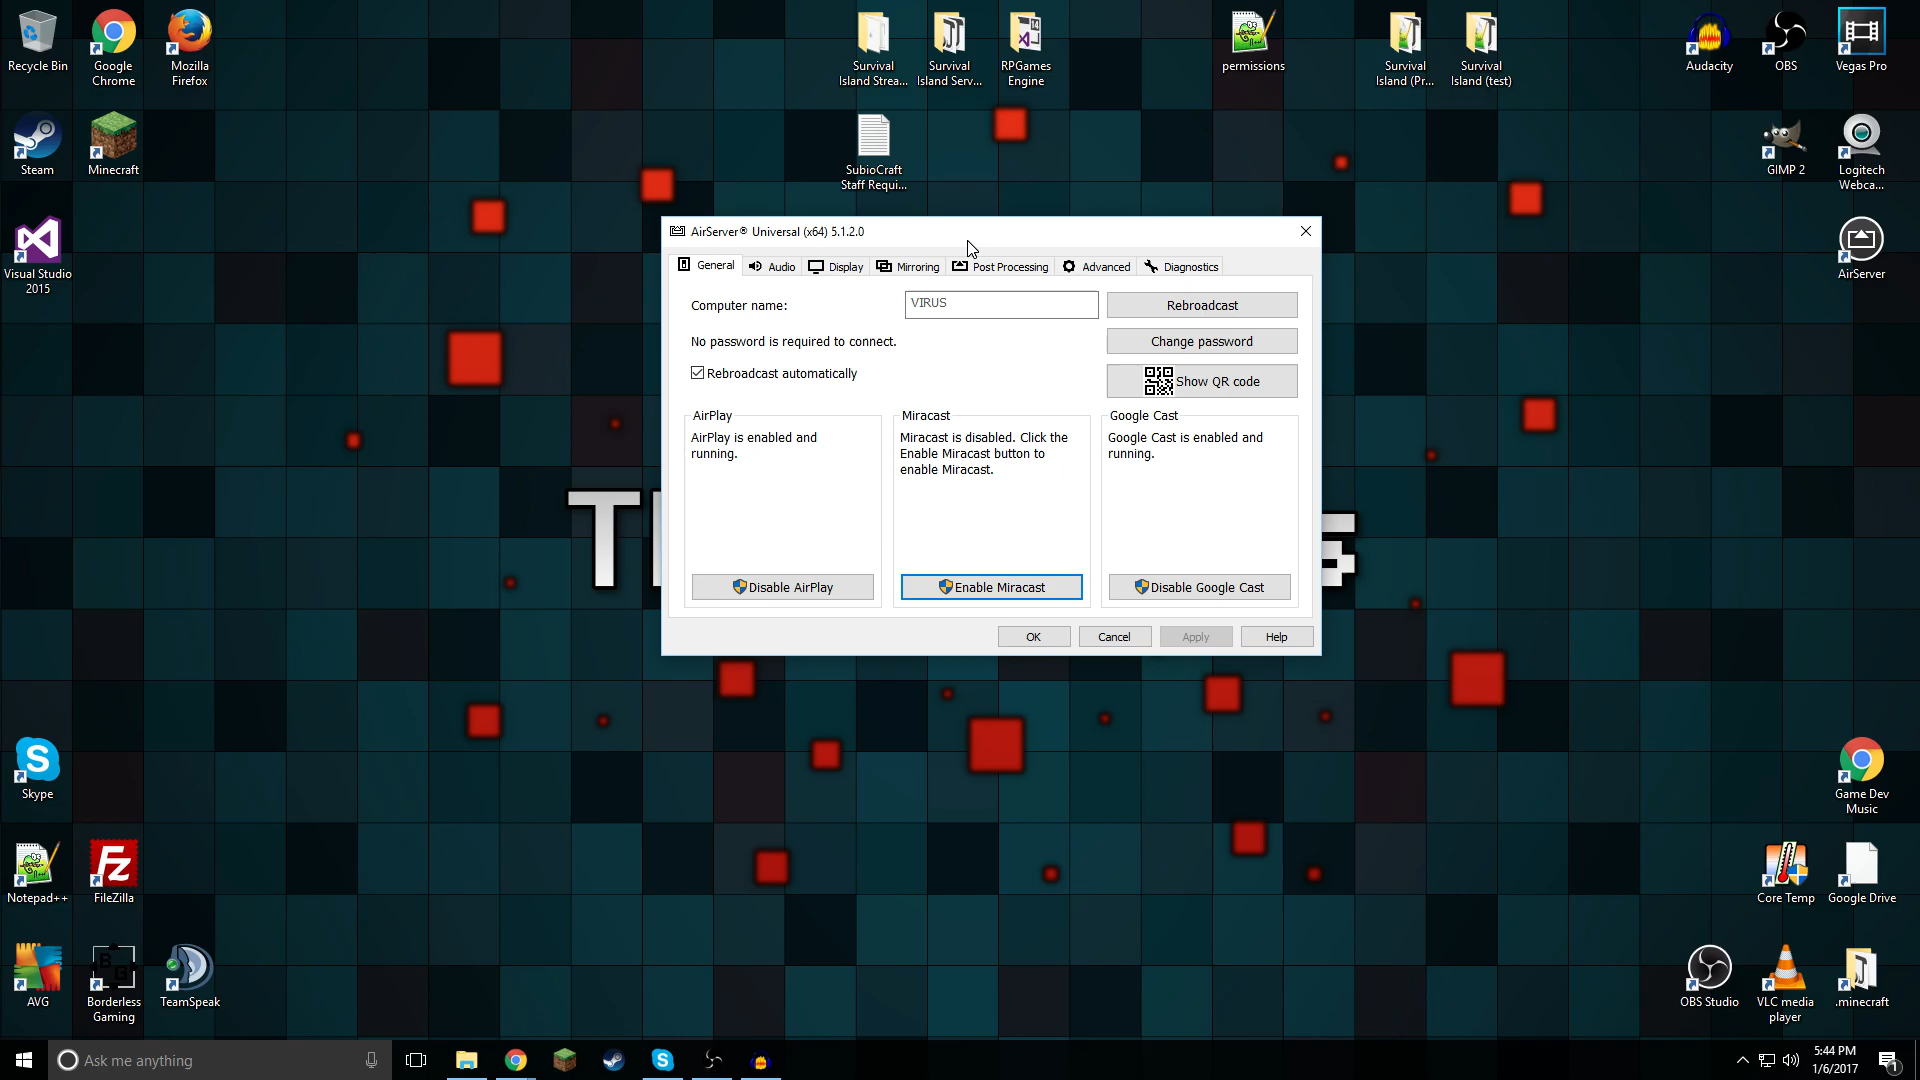 Recycle Bin
Google
Chrome
Mozilla
Firefox
Survival
Island Strea...
Survival
Island Serv...
RPGames
Engine
permissions
Survival
Island (Pr...
Survival
Island (test)
Audacity
OBS
Vegas Pro
Steam
Minecraft
SubioCraft
Staff Requi...
GIMP 2
Logitech
Webca...
Visual Studio
2015
AirServer
AirServer® Universal (x64) 5.1.2.0
General
Audio
Display
Mirroring
Post Processing
Advanced
Diagnostics
Computer name:
VIRUS
Rebroadcast
No password is required to connect.
Change password
Rebroadcast automatically
Show QR code
AirPlay
AirPlay is enabled and
running.
Disable AirPlay
Miracast
Miracast is disabled. Click the
Enable Miracast button to
enable Miracast.
Enable Miracast
Google Cast
Google Cast is enabled and
running.
Disable Google Cast
OK
Cancel
Apply
Help
Skype
Game Dev
Music
Notepad++
FileZilla
Core Temp
Google Drive
AVG
Borderless
Gaming
TeamSpeak
OBS Studio
VLC media
player
.minecraft
Ask me anything
5:44 PM
1/6/2017
1